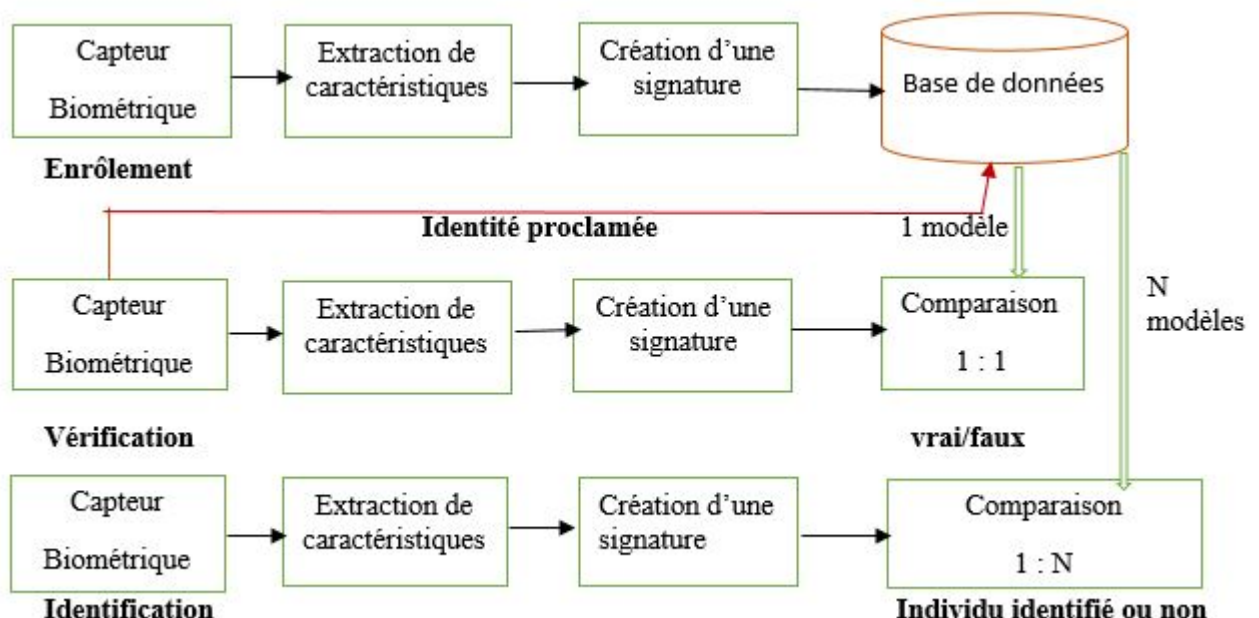 Capteur
Biométrique
Extraction de
caractéristiques
Création d'une
signature
Base de données
Enrôlement
Identité proclamée
1 modèle
N
modèles
Capteur
Biométrique
Extraction de
caractéristiques
Création d'une
signature
Comparaison
1 : 1
Vérification
vrai/faux
Capteur
Biométrique
Extraction de
caractéristiques
Création d'une
signature
Comparaison
1 : N
Identification
Individu identifié ou non